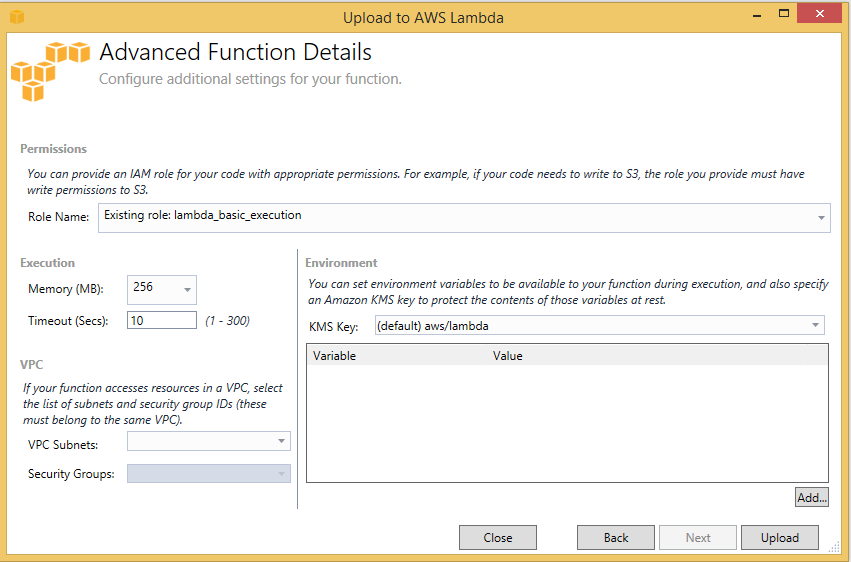 Upload to AWS Lambda
Advanced Function Details
Configure additional settings for your function.
Permissions
You can provide an IAM role for your code with appropriate permissions. For example, if your code needs to write to S3, the role you provide must have
write permissions to S3.
Role Name: Existing role: lambda_basic_execution
Execution
Memory (MB): 256
Timeout (Secs): 10 (1 - 300)
VPC
If your function accesses resources in a VPC, select
the list of subnets and security group IDs (these
must belong to the same VPC).
VPC Subnets:
Security Groups:
Environment
You can set environment variables to be available to your function during execution, and also specify
an Amazon KMS key to protect the contents of those variables at rest.
KMS Key: (default) aws/lambda
Variable Value
Add...
Close Back Next Upload